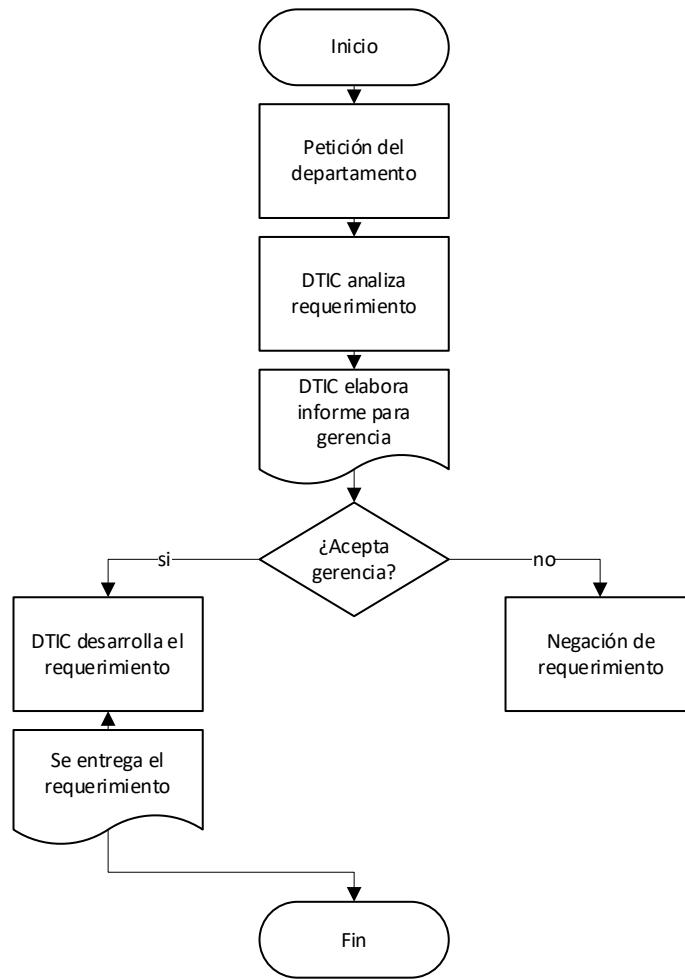 Inicio
Petición del
departamento
DTIC analiza
requerimiento
DTIC elabora
informe para
gerencia
¿Acepta
gerencia?
si
no
DTIC desarrolla el
requerimiento
Negación de
requerimiento
Se entrega el
requerimiento
Fin